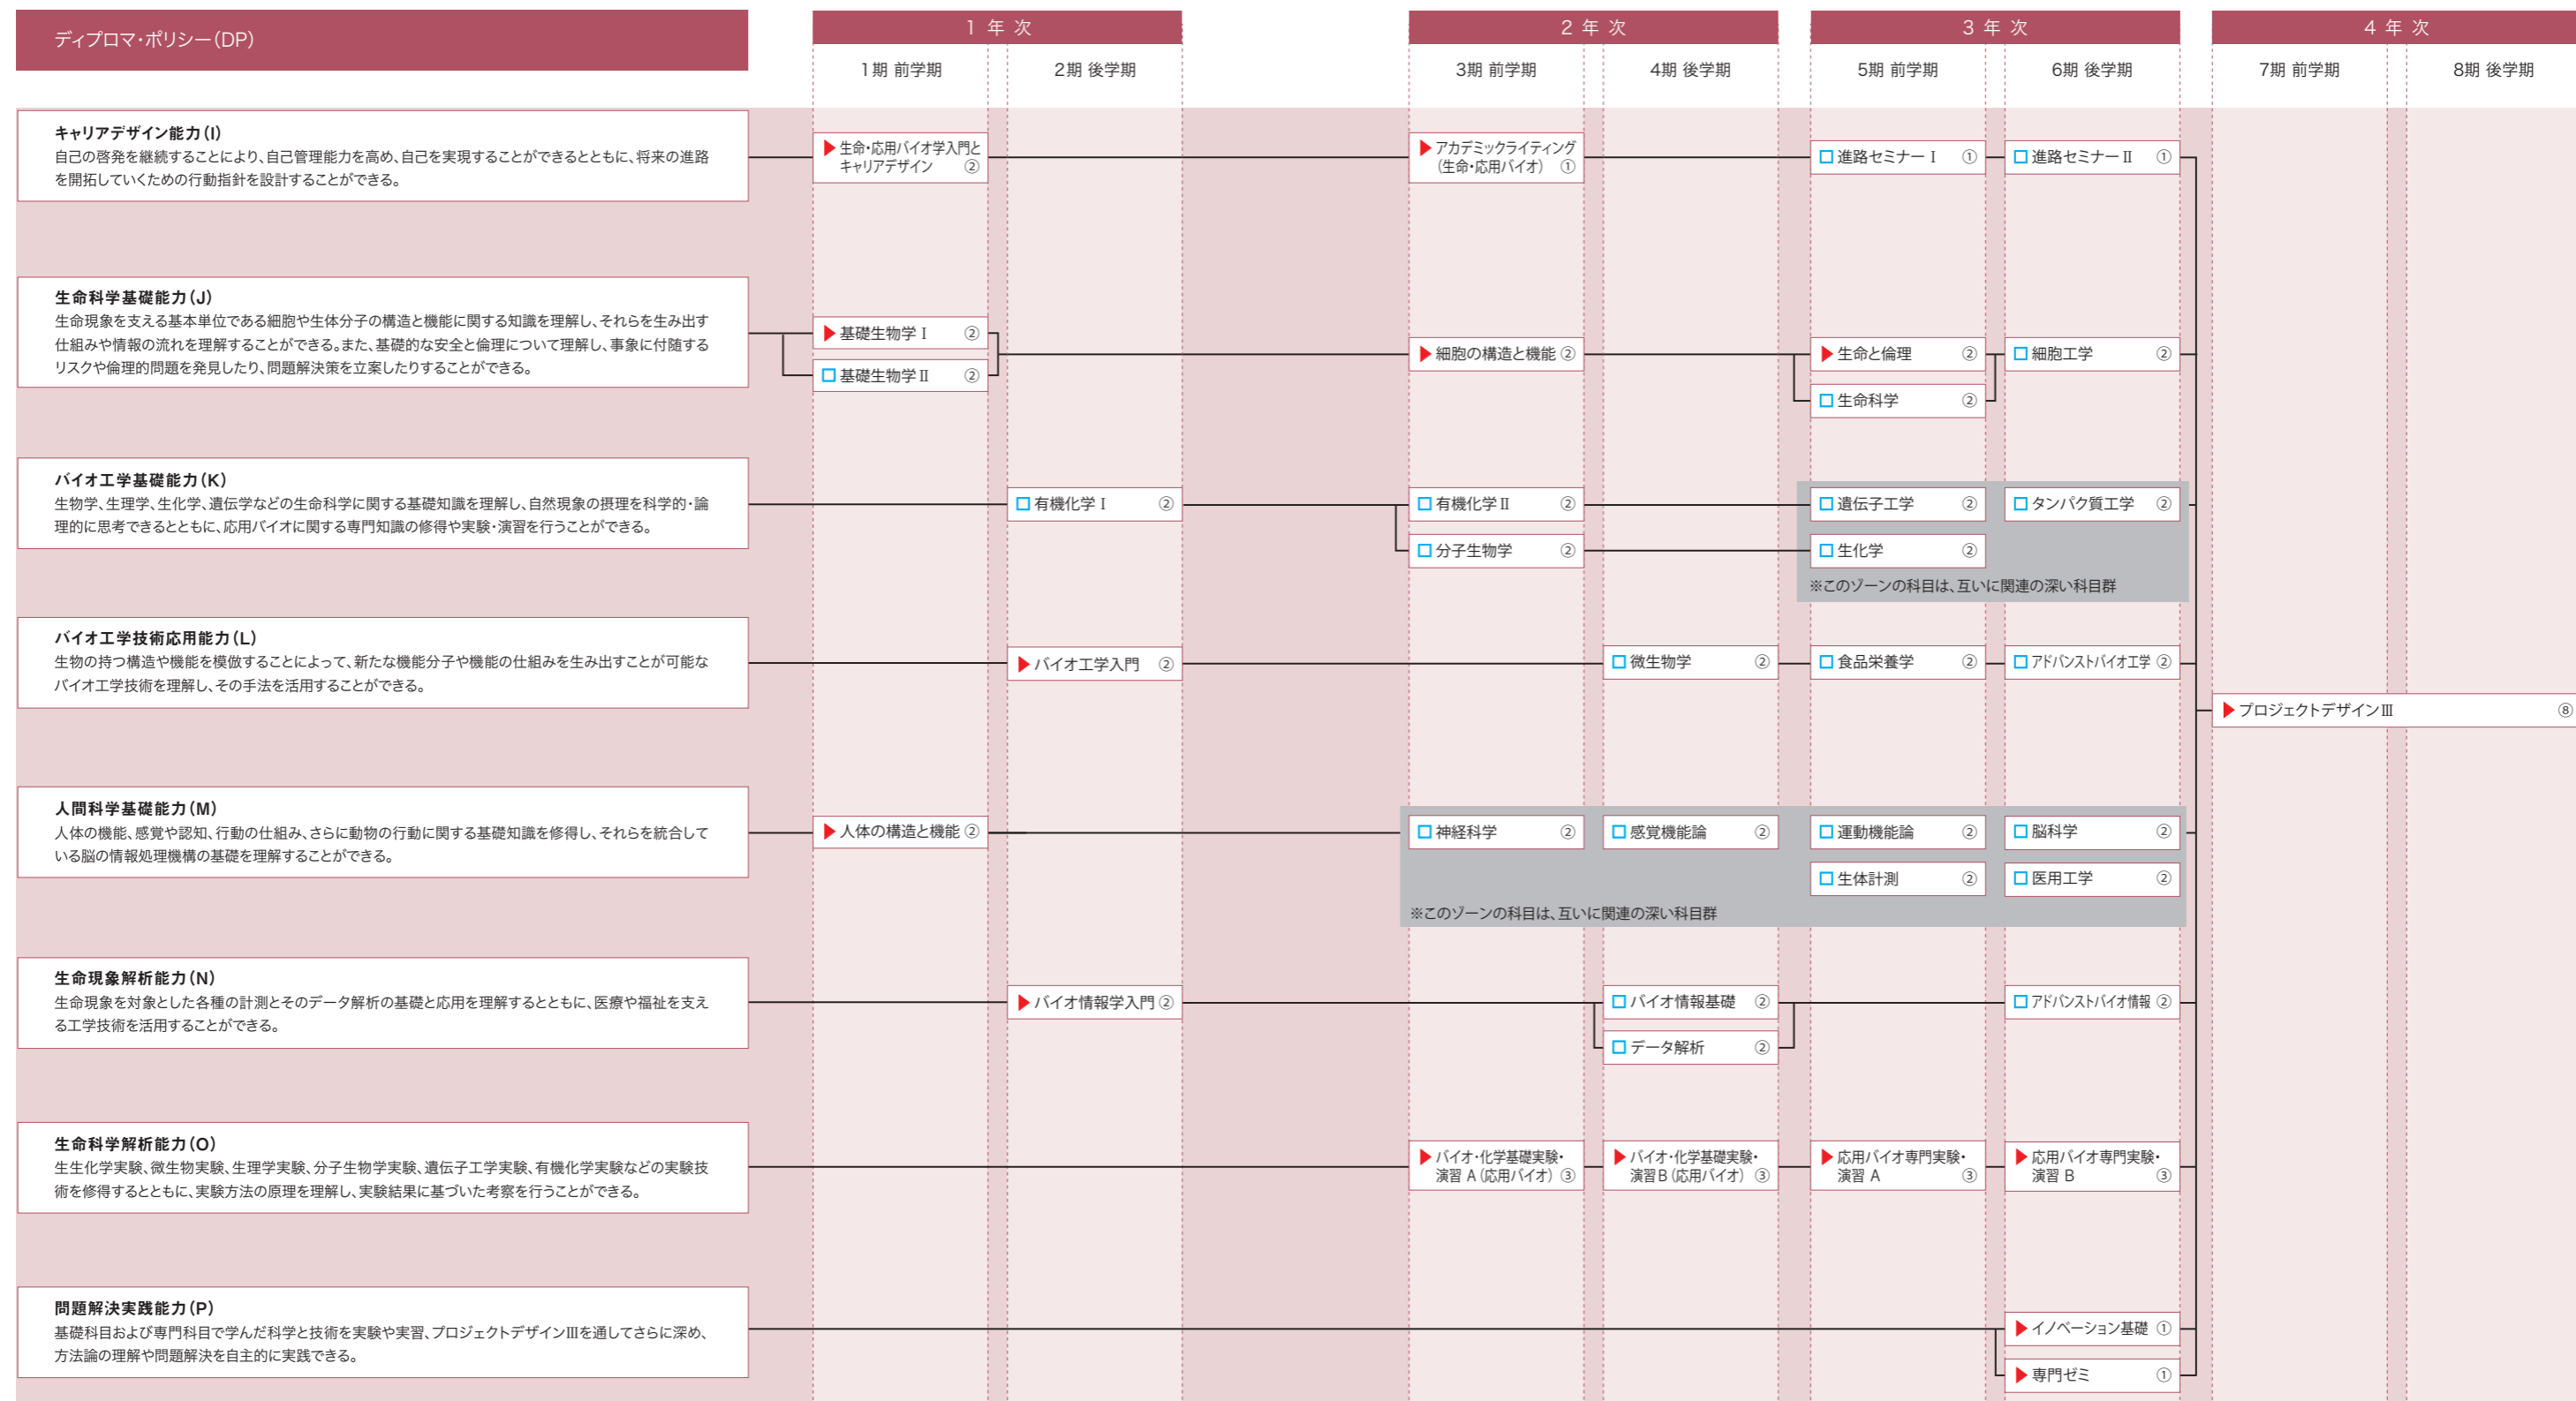 ディプロマ・ポリシー（DP）
1 年 次
2 年 次
3 年 次
4 年 次
1期 前学期
2期 後学期
3期 前学期
4期 後学期
5期 前学期
6期 後学期
7期 前学期
8期 後学期
キャリアデザイン能力（I）
自己の啓発を継続することにより、自己管理能力を高め、自己を実現することができるとともに、将来の進路
を開拓していくための行動指針を設計することができる。
▶生命・応用バイオ学入門と
キャリアデザイン ②
▶アカデミックライティング
（生命・応用バイオ） ①
□進路セミナーⅠ ①
□進路セミナーⅡ ①
生命科学基礎能力（J）
生命現象を支える基本単位である細胞や生体分子の構造と機能に関する知識を理解し、それらを生み出す
仕組みや情報の流れを理解することができる。また、基礎的な安全と倫理について理解し、事象に付随する
リスクや倫理的問題を発見したり、問題解決策を立案したりすることができる。
▶基礎生物学Ⅰ ②
□基礎生物学Ⅱ ②
▶細胞の構造と機能 ②
▶生命と倫理 ②
□生命科学 ②
□細胞工学 ②
バイオ工学基礎能力（K）
生物学、生理学、生化学、遺伝学などの生命科学に関する基礎知識を理解し、自然現象の摂理を科学的・論
理的に思考できるとともに、応用バイオに関する専門知識の修得や実験・演習を行うことができる。
□有機化学Ⅰ ②
□有機化学Ⅱ ②
□分子生物学 ②
□遺伝子工学 ②
□タンパク質工学 ②
□生化学 ②
※このゾーンの科目は、互いに関連の深い科目群
バイオ工学技術応用能力（L）
生物の持つ構造や機能を模倣することによって、新たな機能分子や機能の仕組みを生み出すことが可能な
バイオ工学技術を理解し、その手法を活用することができる。
▶バイオ工学入門 ②
□微生物学 ②
□食品栄養学 ②
□アドバンストバイオ工学 ②
▶プロジェクトデザインⅢ ⑧
人間科学基礎能力（M）
人体の機能、感覚や認知、行動の仕組み、さらに動物の行動に関する基礎知識を修得し、それらを統合して
いる脳の情報処理機構の基礎を理解することができる。
▶人体の構造と機能 ②
□神経科学 ②
□感覚機能論 ②
□運動機能論 ②
□脳科学 ②
□生体計測 ②
□医用工学 ②
※このゾーンの科目は、互いに関連の深い科目群
生命現象解析能力（N）
生命現象を対象とした各種の計測とそのデータ解析の基礎と応用を理解するとともに、医療や福祉を支え
る工学技術を活用することができる。
▶バイオ情報学入門 ②
□バイオ情報基礎 ②
□データ解析 ②
□アドバンストバイオ情報 ②
生命科学解析能力（O）
生生化学実験、微生物実験、生理学実験、分子生物学実験、遺伝子工学実験、有機化学実験などの実験技
術を修得するとともに、実験方法の原理を理解し、実験結果に基づいた考察を行うことができる。
▶バイオ・化学基礎実験・
演習 A（応用バイオ） ③
▶バイオ・化学基礎実験・
演習B（応用バイオ） ③
▶応用バイオ専門実験・
演習 A ③
▶応用バイオ専門実験・
演習 B ③
問題解決実践能力（P）
基礎科目および専門科目で学んだ科学と技術を実験や実習、プロジェクトデザインⅢを通してさらに深め、
方法論の理解や問題解決を自主的に実践できる。
▶イノベーション基礎 ①
▶専門ゼミ ①